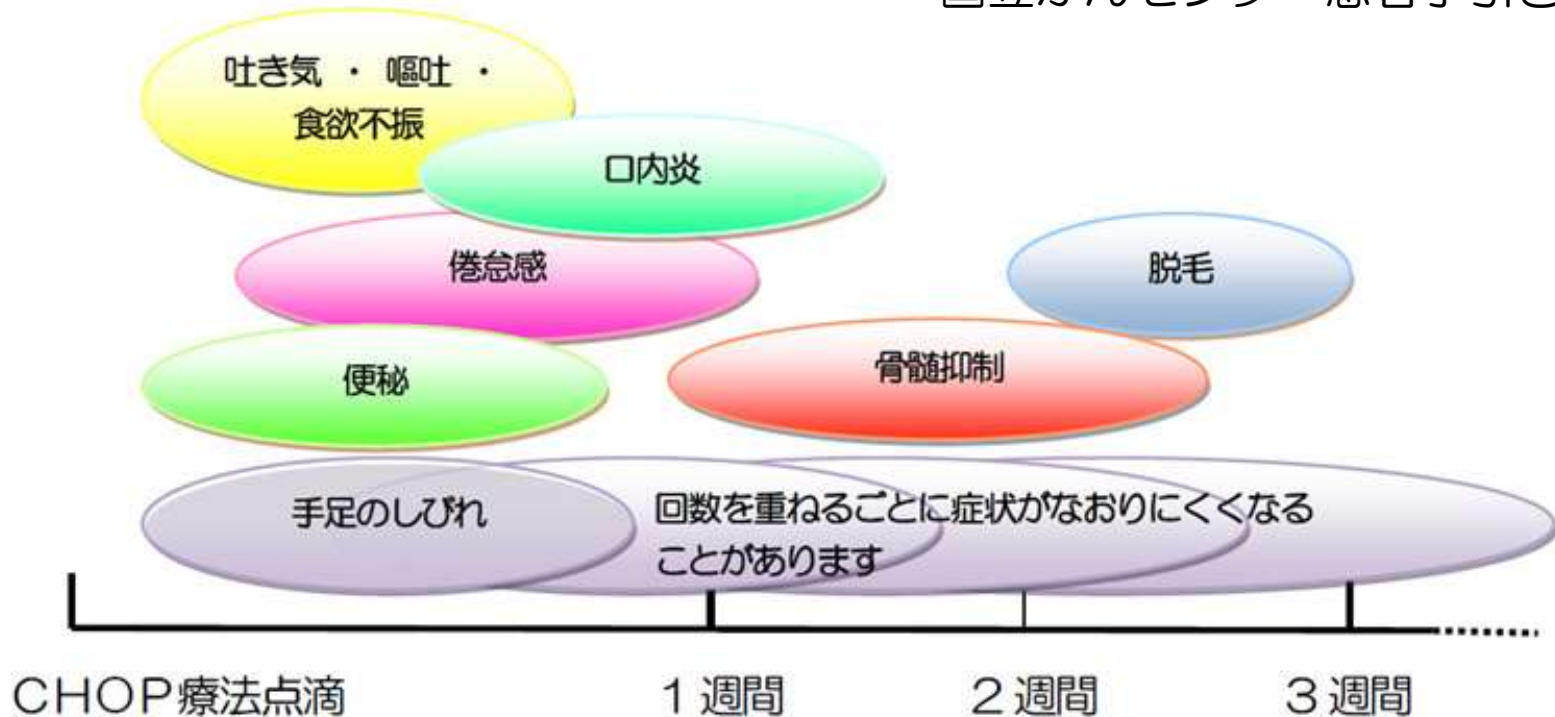 吐き気 ・ 嘔吐 ・
食欲不振
口内炎
倦怠感
脱毛
便秘
骨髄抑制
手足のしびれ
回数を重ねるごとに症状がなおりにくくなる
ことがあります
CHOP療法点滴
1週間
2週間
3週間